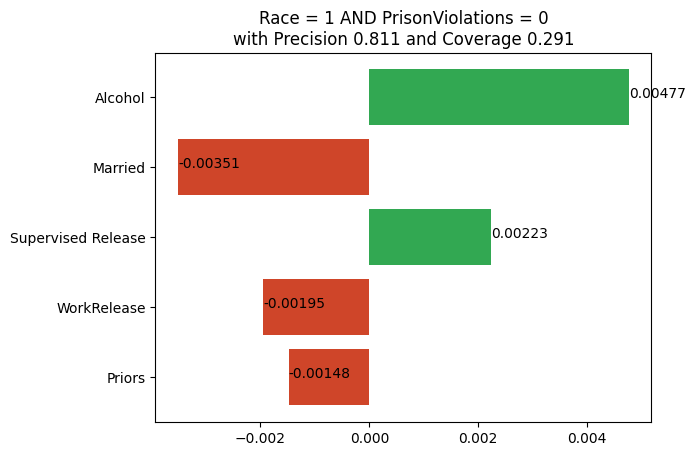 Race = 1 AND PrisonViolations = 0
with Precision 0.811 and Coverage 0.291
Alcohol
0.00477
Married
-0.00351
Supervised Release
0.00223
WorkRelease
-0.00195
Priors
-0.00148
−0.002
0.000
0.002
0.004